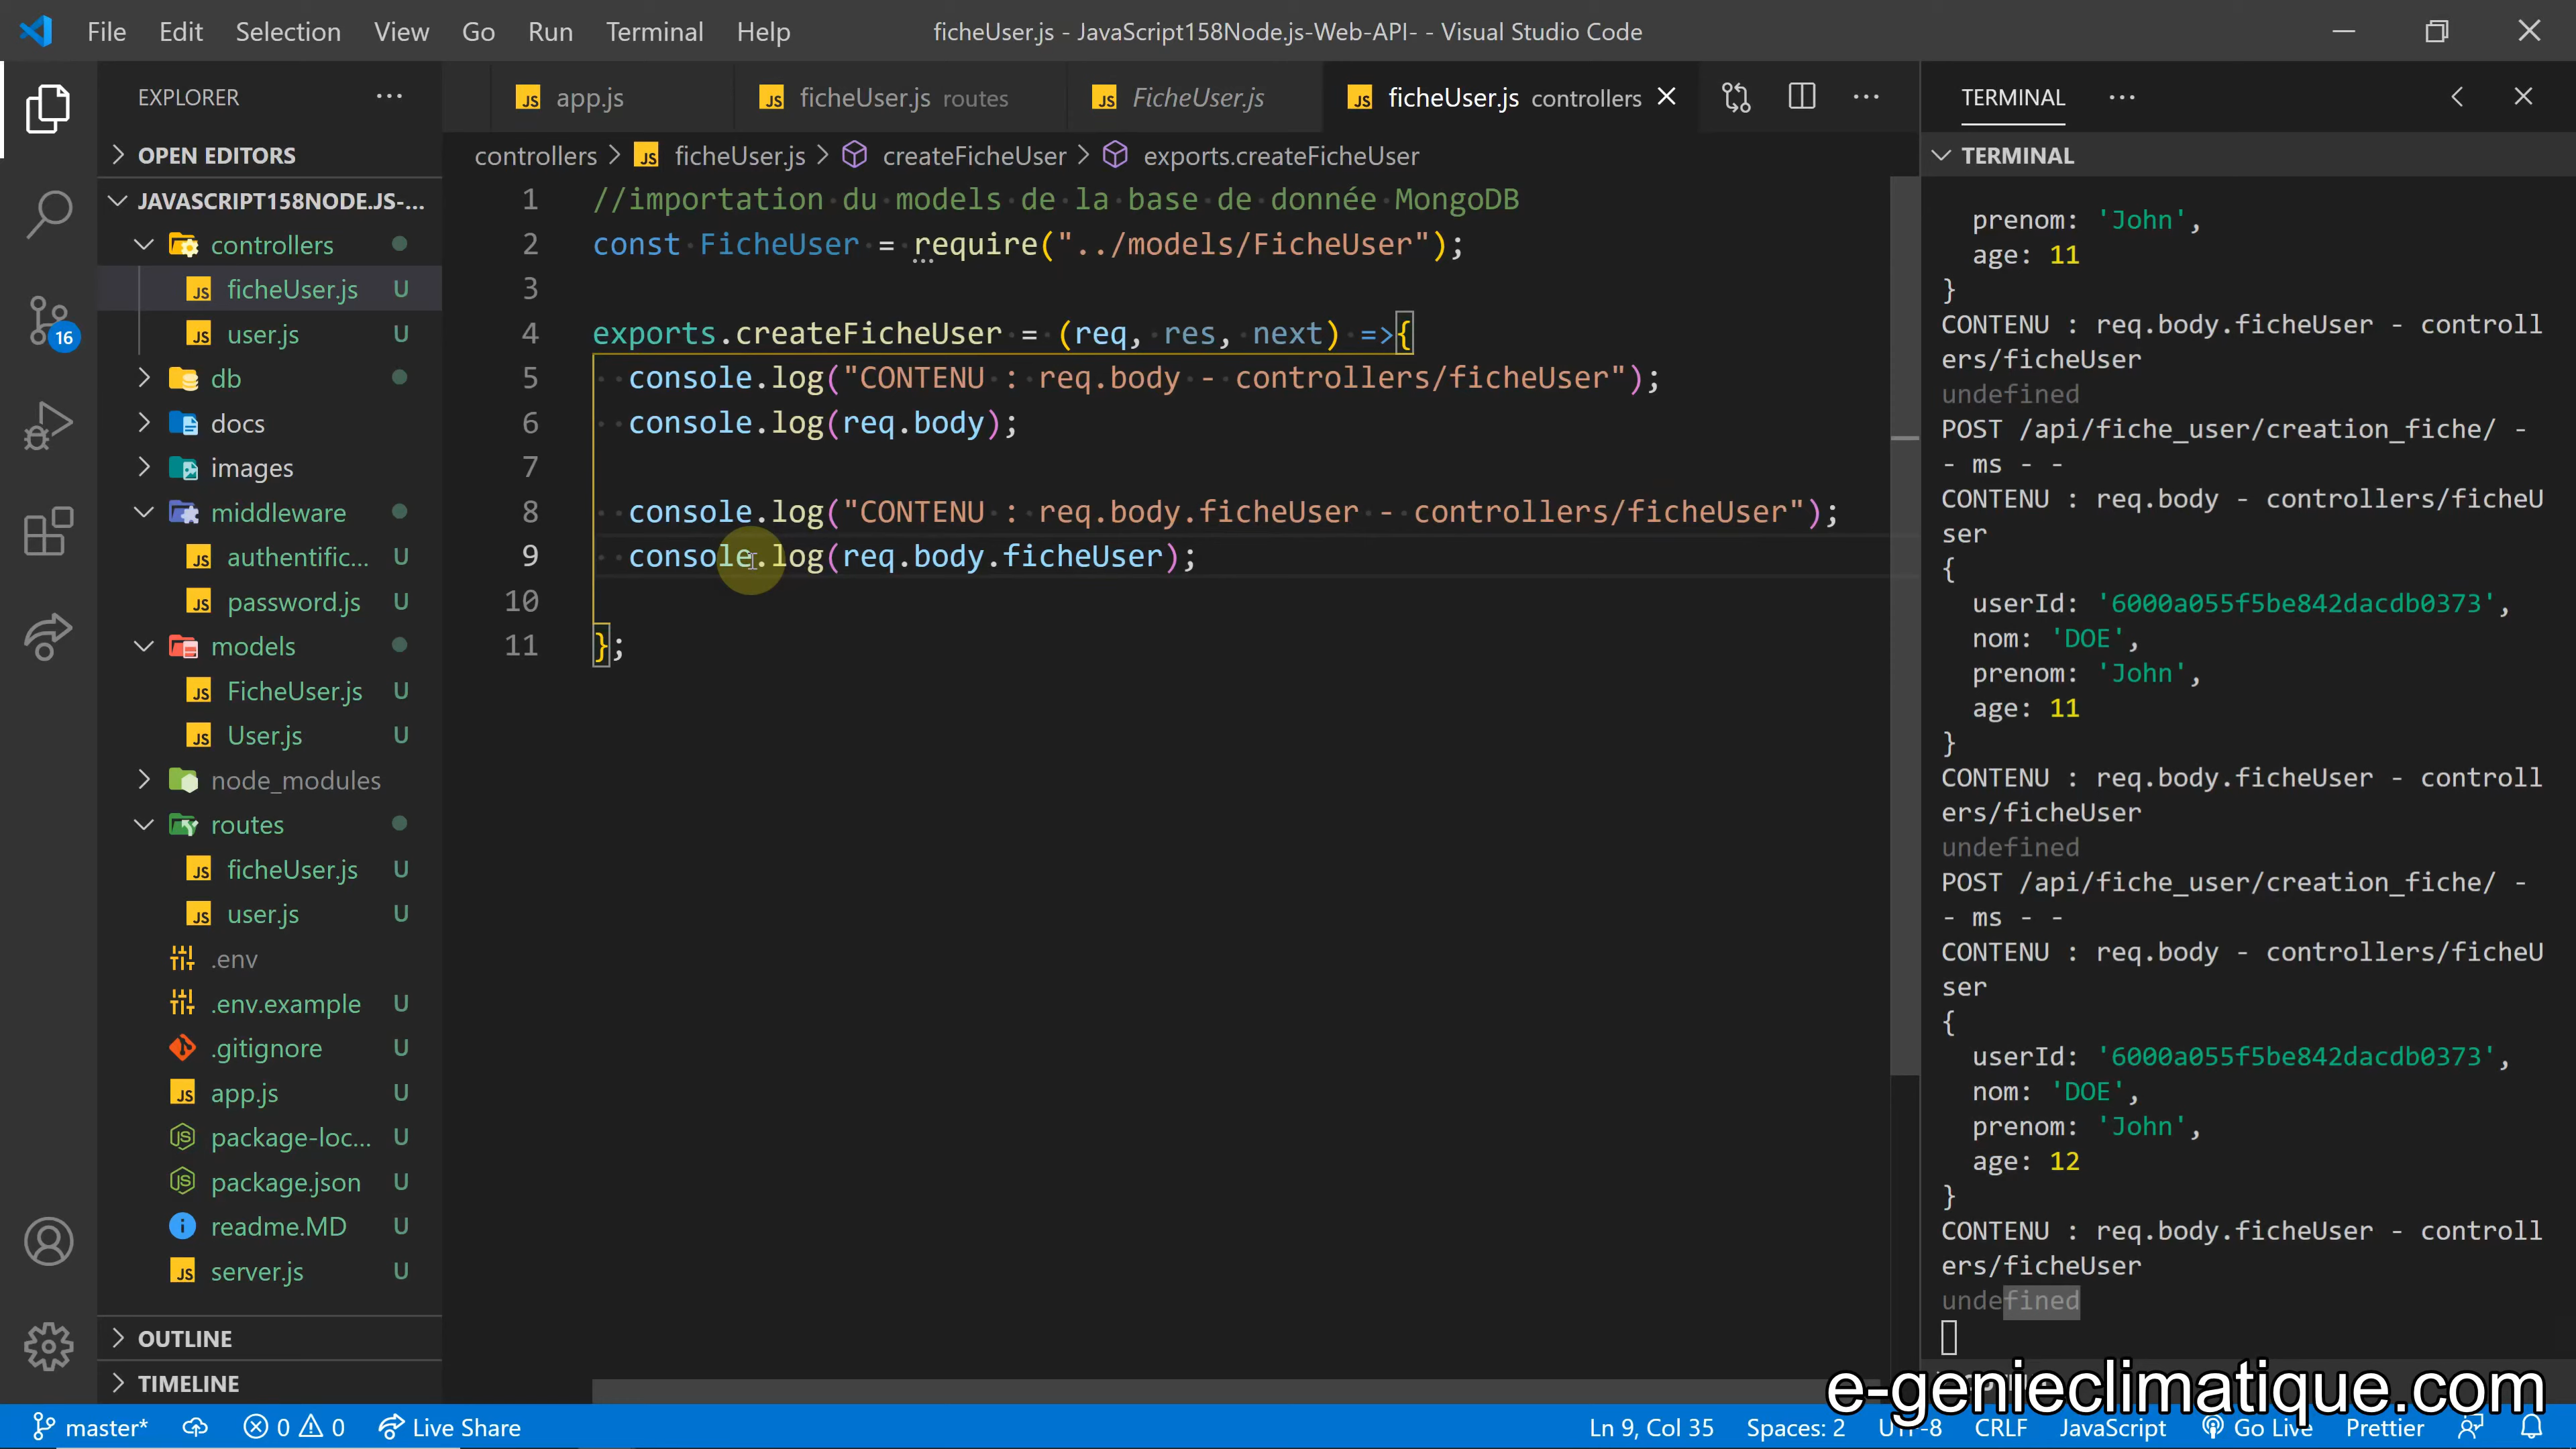 File Edit Selection View Go Run Terminal Help
ficheUser.js - JavaScript158Node.js-Web-API- - Visual Studio Code
EXPLORER
OPEN EDITORS
JAVASCRIPT158NODE.JS-...
controllers
ficheUser.js U
user.js U
db
docs
images
middleware
authentific... U
password.js U
models
FicheUser.js U
User.js U
node_modules
routes
ficheUser.js U
user.js U
.env
.env.example U
.gitignore U
app.js U
package-loc... U
package.json U
readme.MD U
server.js U
OUTLINE
TIMELINE
16
app.js
ficheUser.js routes
FicheUser.js
ficheUser.js controllers
controllers > ficheUser.js > createFicheUser > exports.createFicheUser
1 //importation du models de la base de donnée MongoDB
2 const FicheUser = require("../models/FicheUser");
3
4 exports.createFicheUser = (req, res, next) =>{
5 console.log("CONTENU : req.body - controllers/ficheUser");
6 console.log(req.body);
7
8 console.log("CONTENU : req.body.ficheUser - controllers/ficheUser");
9 console.log(req.body.ficheUser);
10
11 };
TERMINAL
TERMINAL
prenom: 'John',
age: 11
}
CONTENU : req.body.ficheUser - controll
ers/ficheUser
undefined
POST /api/fiche_user/creation_fiche/ -
- ms - -
CONTENU : req.body - controllers/ficheU
ser
{
userId: '6000a055f5be842dacdb0373',
nom: 'DOE',
prenom: 'John',
age: 11
}
CONTENU : req.body.ficheUser - controll
ers/ficheUser
undefined
POST /api/fiche_user/creation_fiche/ -
- ms - -
CONTENU : req.body - controllers/ficheU
ser
{
userId: '6000a055f5be842dacdb0373',
nom: 'DOE',
prenom: 'John',
age: 12
}
CONTENU : req.body.ficheUser - controll
ers/ficheUser
undefined
e-genieclimatique.com
master* 0 0 Live Share
Ln 9, Col 35 Spaces: 2 UTF-8 CRLF JavaScript Go Live Prettier